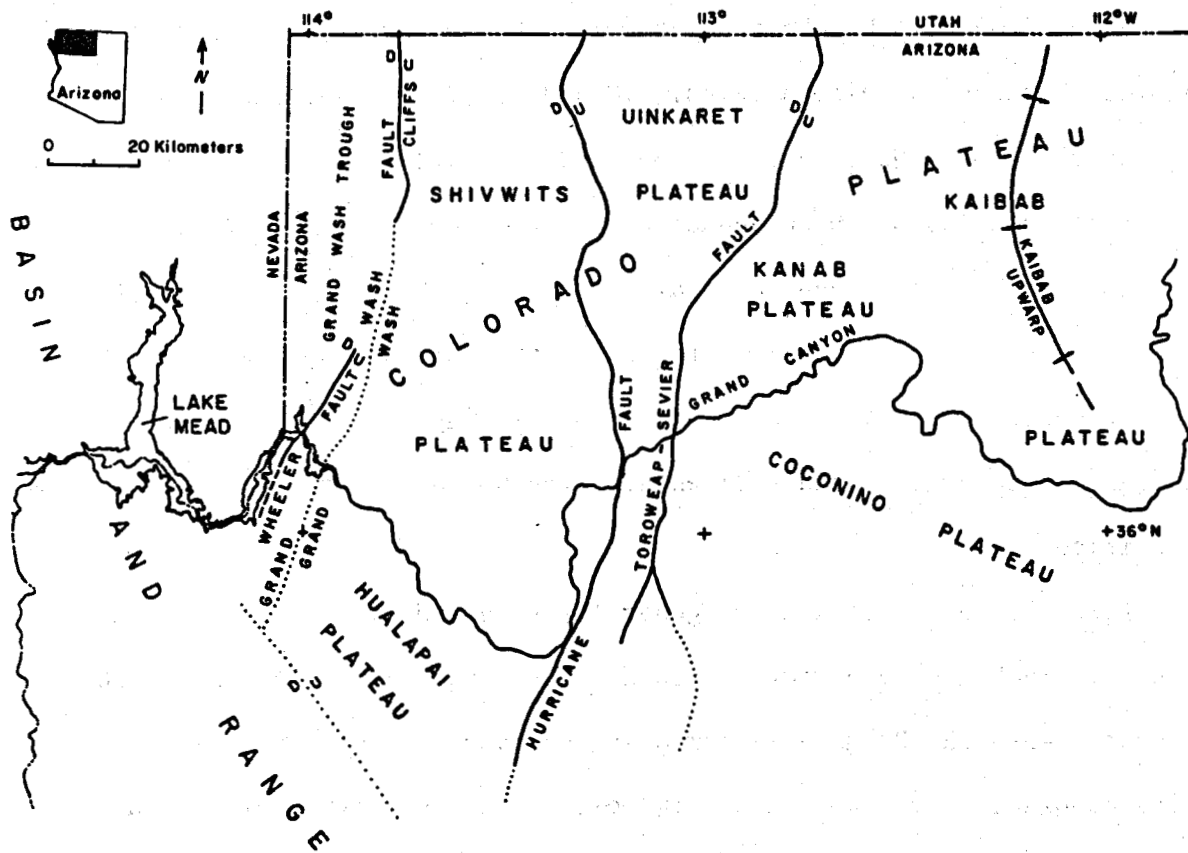 114°
113°
UTAH
112° W
ARIZONA
N
Arizona
0 20 Kilometers
D U
FAULT
CLIFFS
GRAND WASH TROUGH
NEVADA
ARIZONA
D U
UINKARET
PLATEAU
D U
SHIVWITS
PLATEAU
COLORADO
PLATEAU
KAIBAB
PLATEAU
KAIBAB
UPWARP
FAULT
KANAB
PLATEAU
GRAND CANYON
BASIN
AND
RANGE
LAKE
MEAD
D U
WASH
WASH
FAULT
WHEELER
GRAND
GRAND
FAULT
HURRICANE
SEVIER
TOROWEAP-
COCONINO
PLATEAU
+36° N
HUALAPAI
PLATEAU
D U